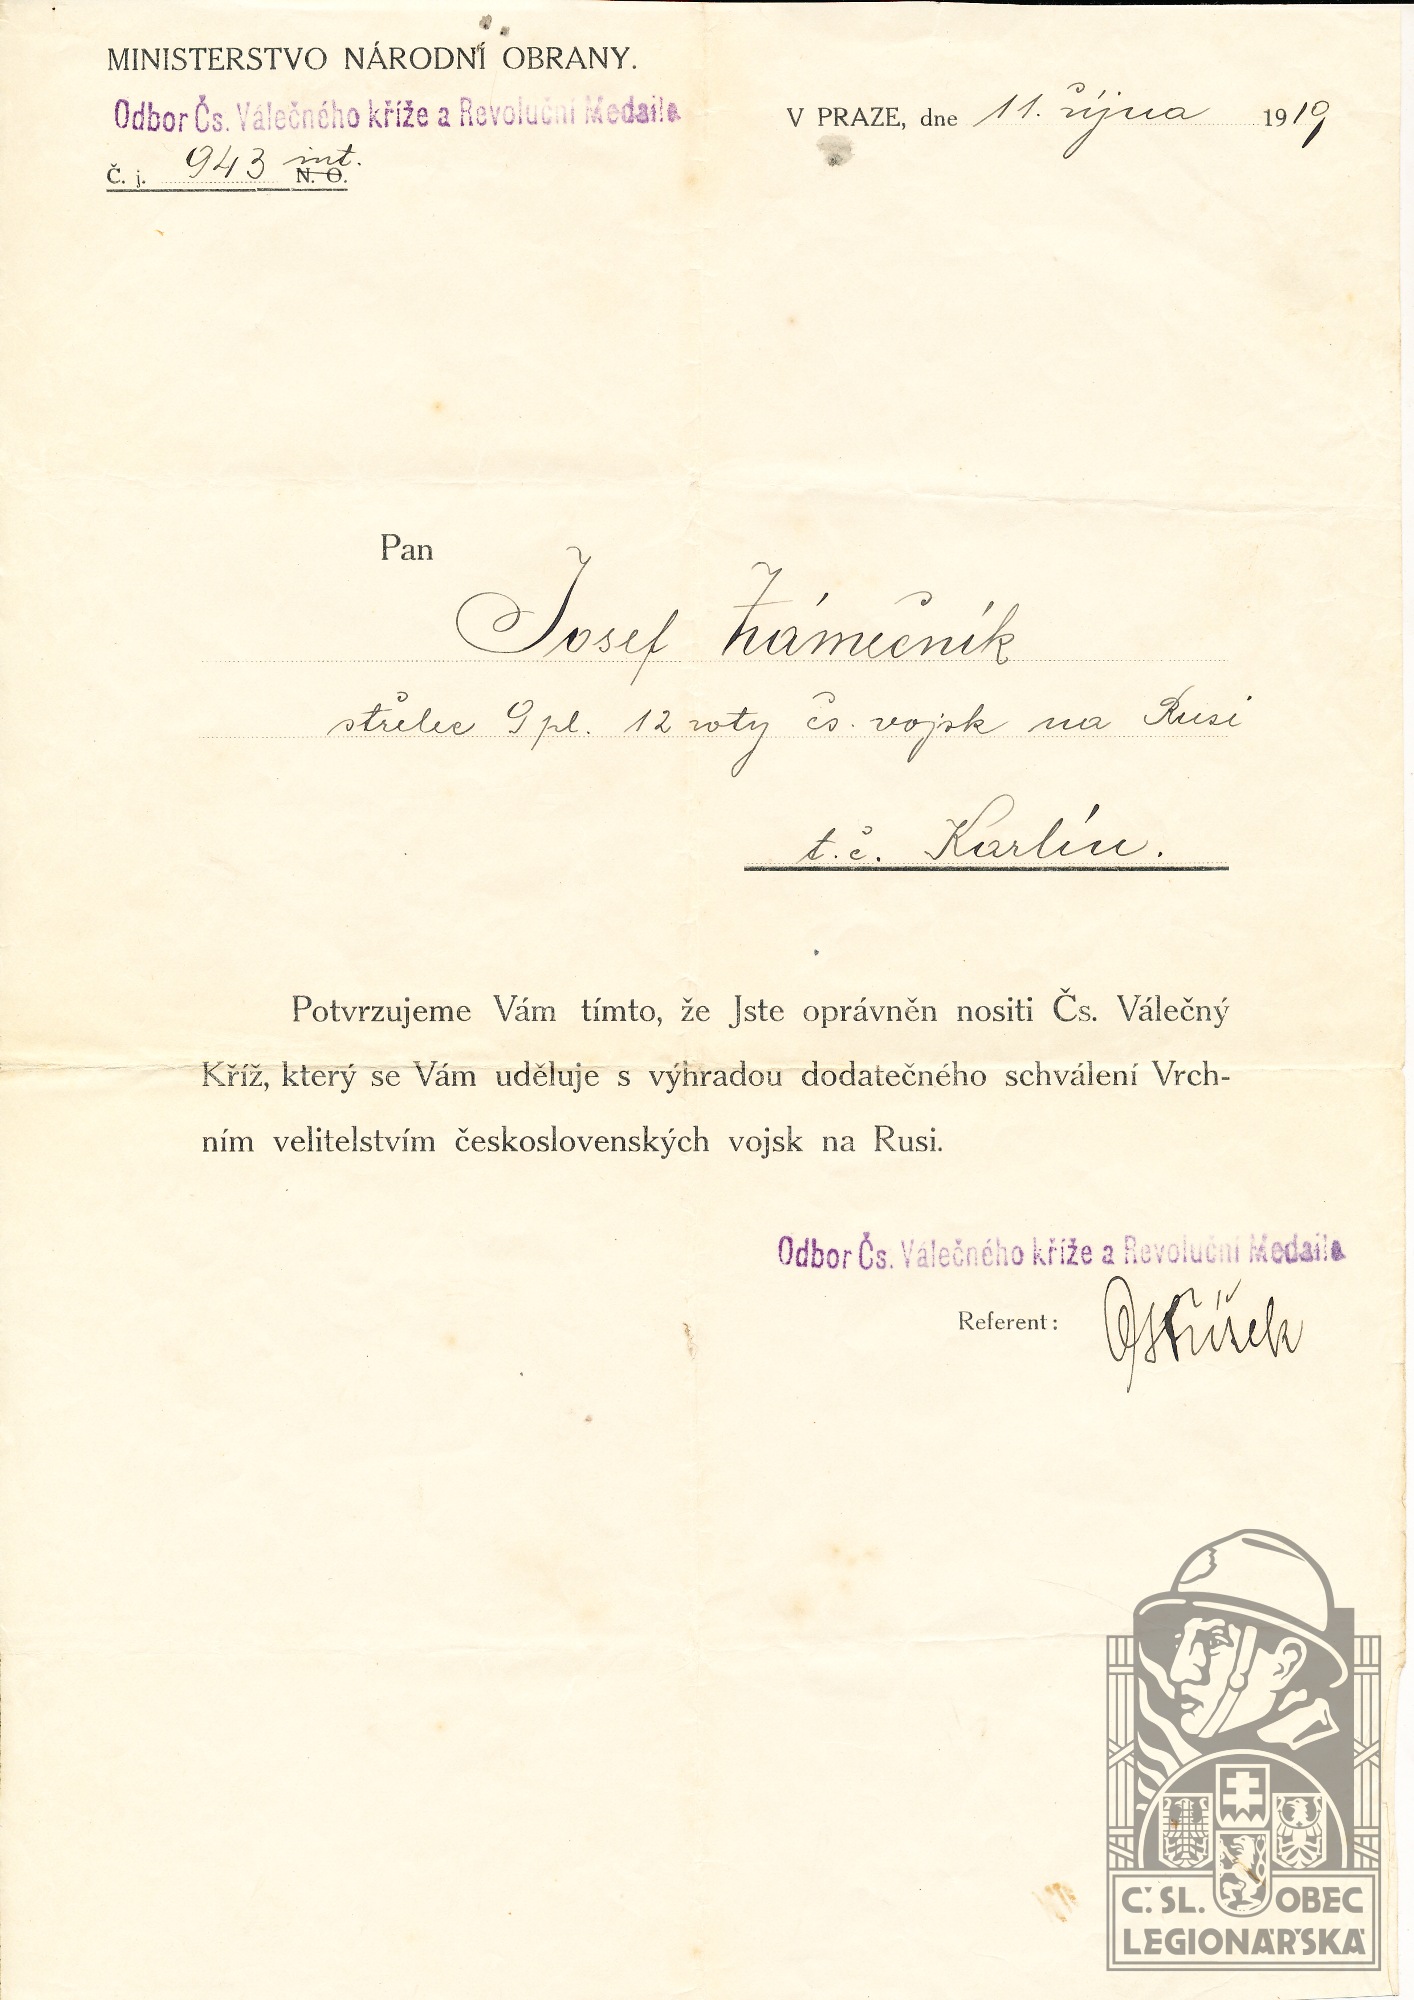 MINISTERSTVO NÁRODNÍ OBRANY.
Odbor Čs. Válečného kříže a Revoluční Medaile
V PRAZE, dne 11. října 1919
Č. j. 943 int. N. O.
Pan
Josef Zámečník
střelec 9 pl. 12 roty čs. vojsk na Rusi
t. č. Karlín.
Potvrzujeme Vám tímto, že Jste oprávněn nositi Čs. Válečný
Kříž, který se Vám uděluje s výhradou dodatečného schválení Vrch-
ním velitelstvím československých vojsk na Rusi.
Odbor Čs. Válečného kříže a Revoluční Medaile
Referent:
Č. SL. OBEC
LEGIONÁŘSKÁ